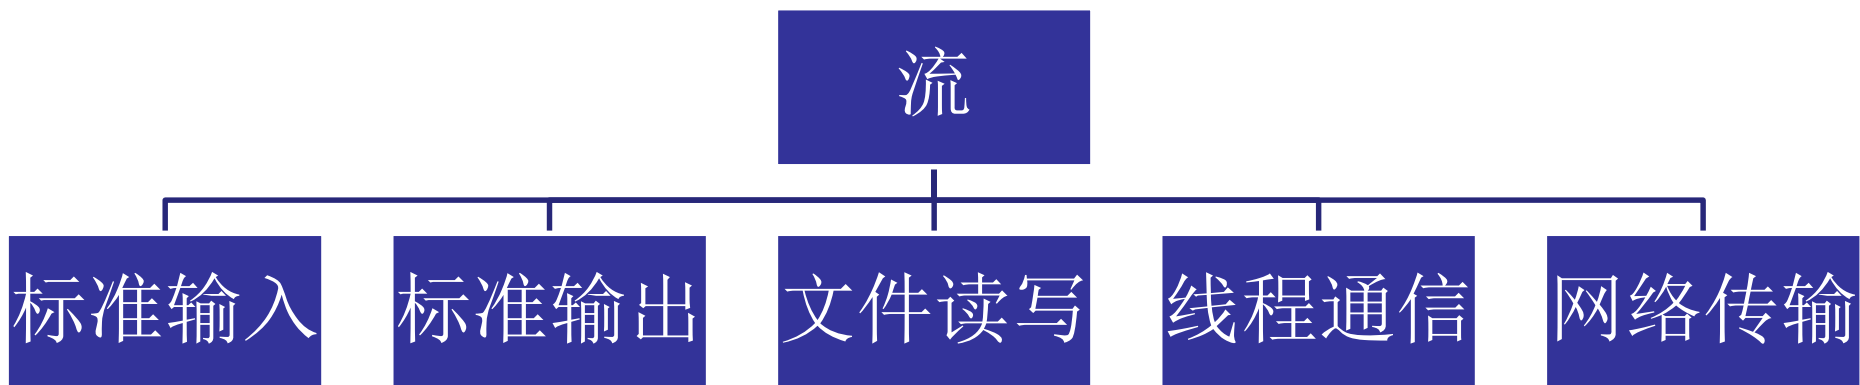 流
标准输入
标准输出
文件读写
线程通信
网络传输